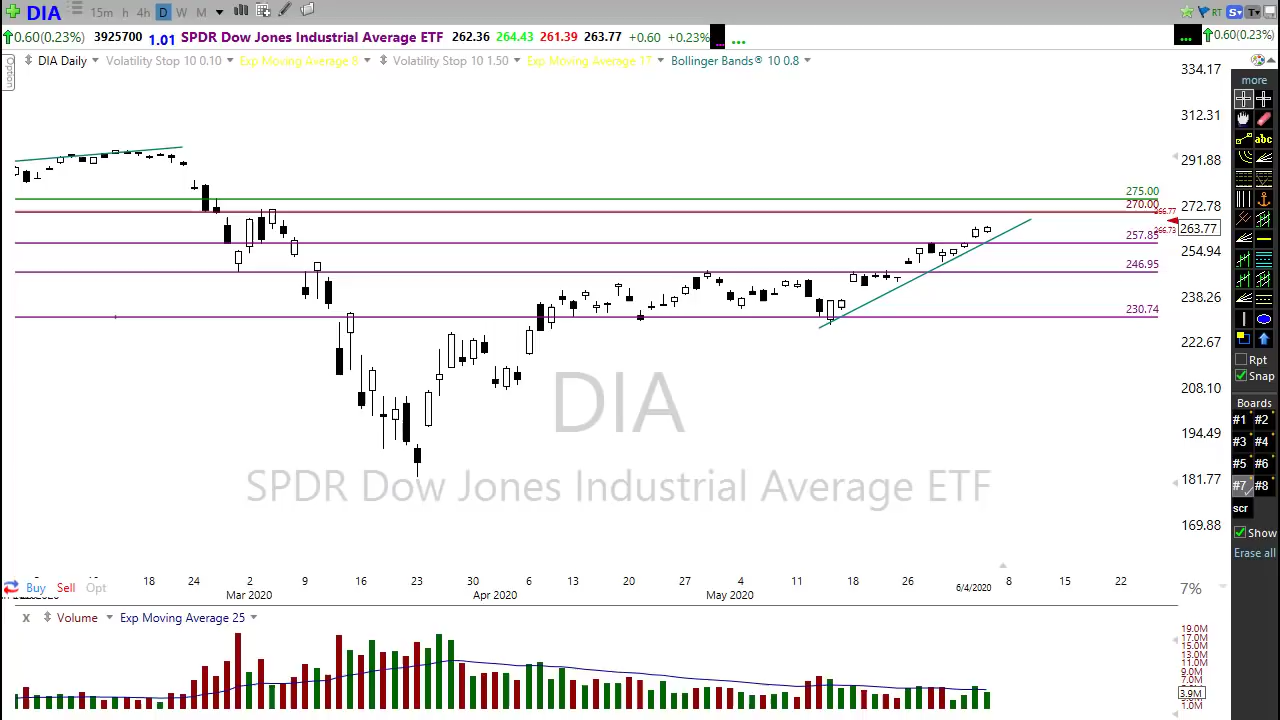 DIA 15m h 4h D W M RT S T
0.60(0.23%) 3925700 1.01 SPDR Dow Jones Industrial Average ETF 262.36 264.43 261.39 263.77 +0.60 +0.23% ... ... 0.60(0.23%)
Option
DIA Daily Volatility Stop 10 0.10 Exp Moving Average 8 Volatility Stop 10 1.50 Exp Moving Average 17 Bollinger Bands® 10 0.8
334.17
312.31
291.88
272.78
263.77
254.94
238.26
222.67
208.10
194.49
181.77
169.88
275.00
270.00
266.77
266.73
257.85
246.95
230.74
DIA
SPDR Dow Jones Industrial Average ETF
more
abc
Rpt
Snap
Boards
#1 #2
#3 #4
#5 #6
#7 #8
scr
Show
Erase all
18 24 2 9 16 23 30 6 13 20 27 4 11 18 26 6/4/2020 8 15 22
Buy Sell Opt
Mar 2020 Apr 2020 May 2020
7%
x Volume Exp Moving Average 25
19.0M
17.0M
15.0M
13.0M
11.0M
9.0M
7.0M
3.9M
1.0M